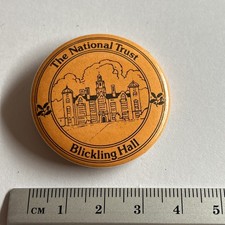 The National Trust
Blickling Hall
CM 1 2 3 4 5